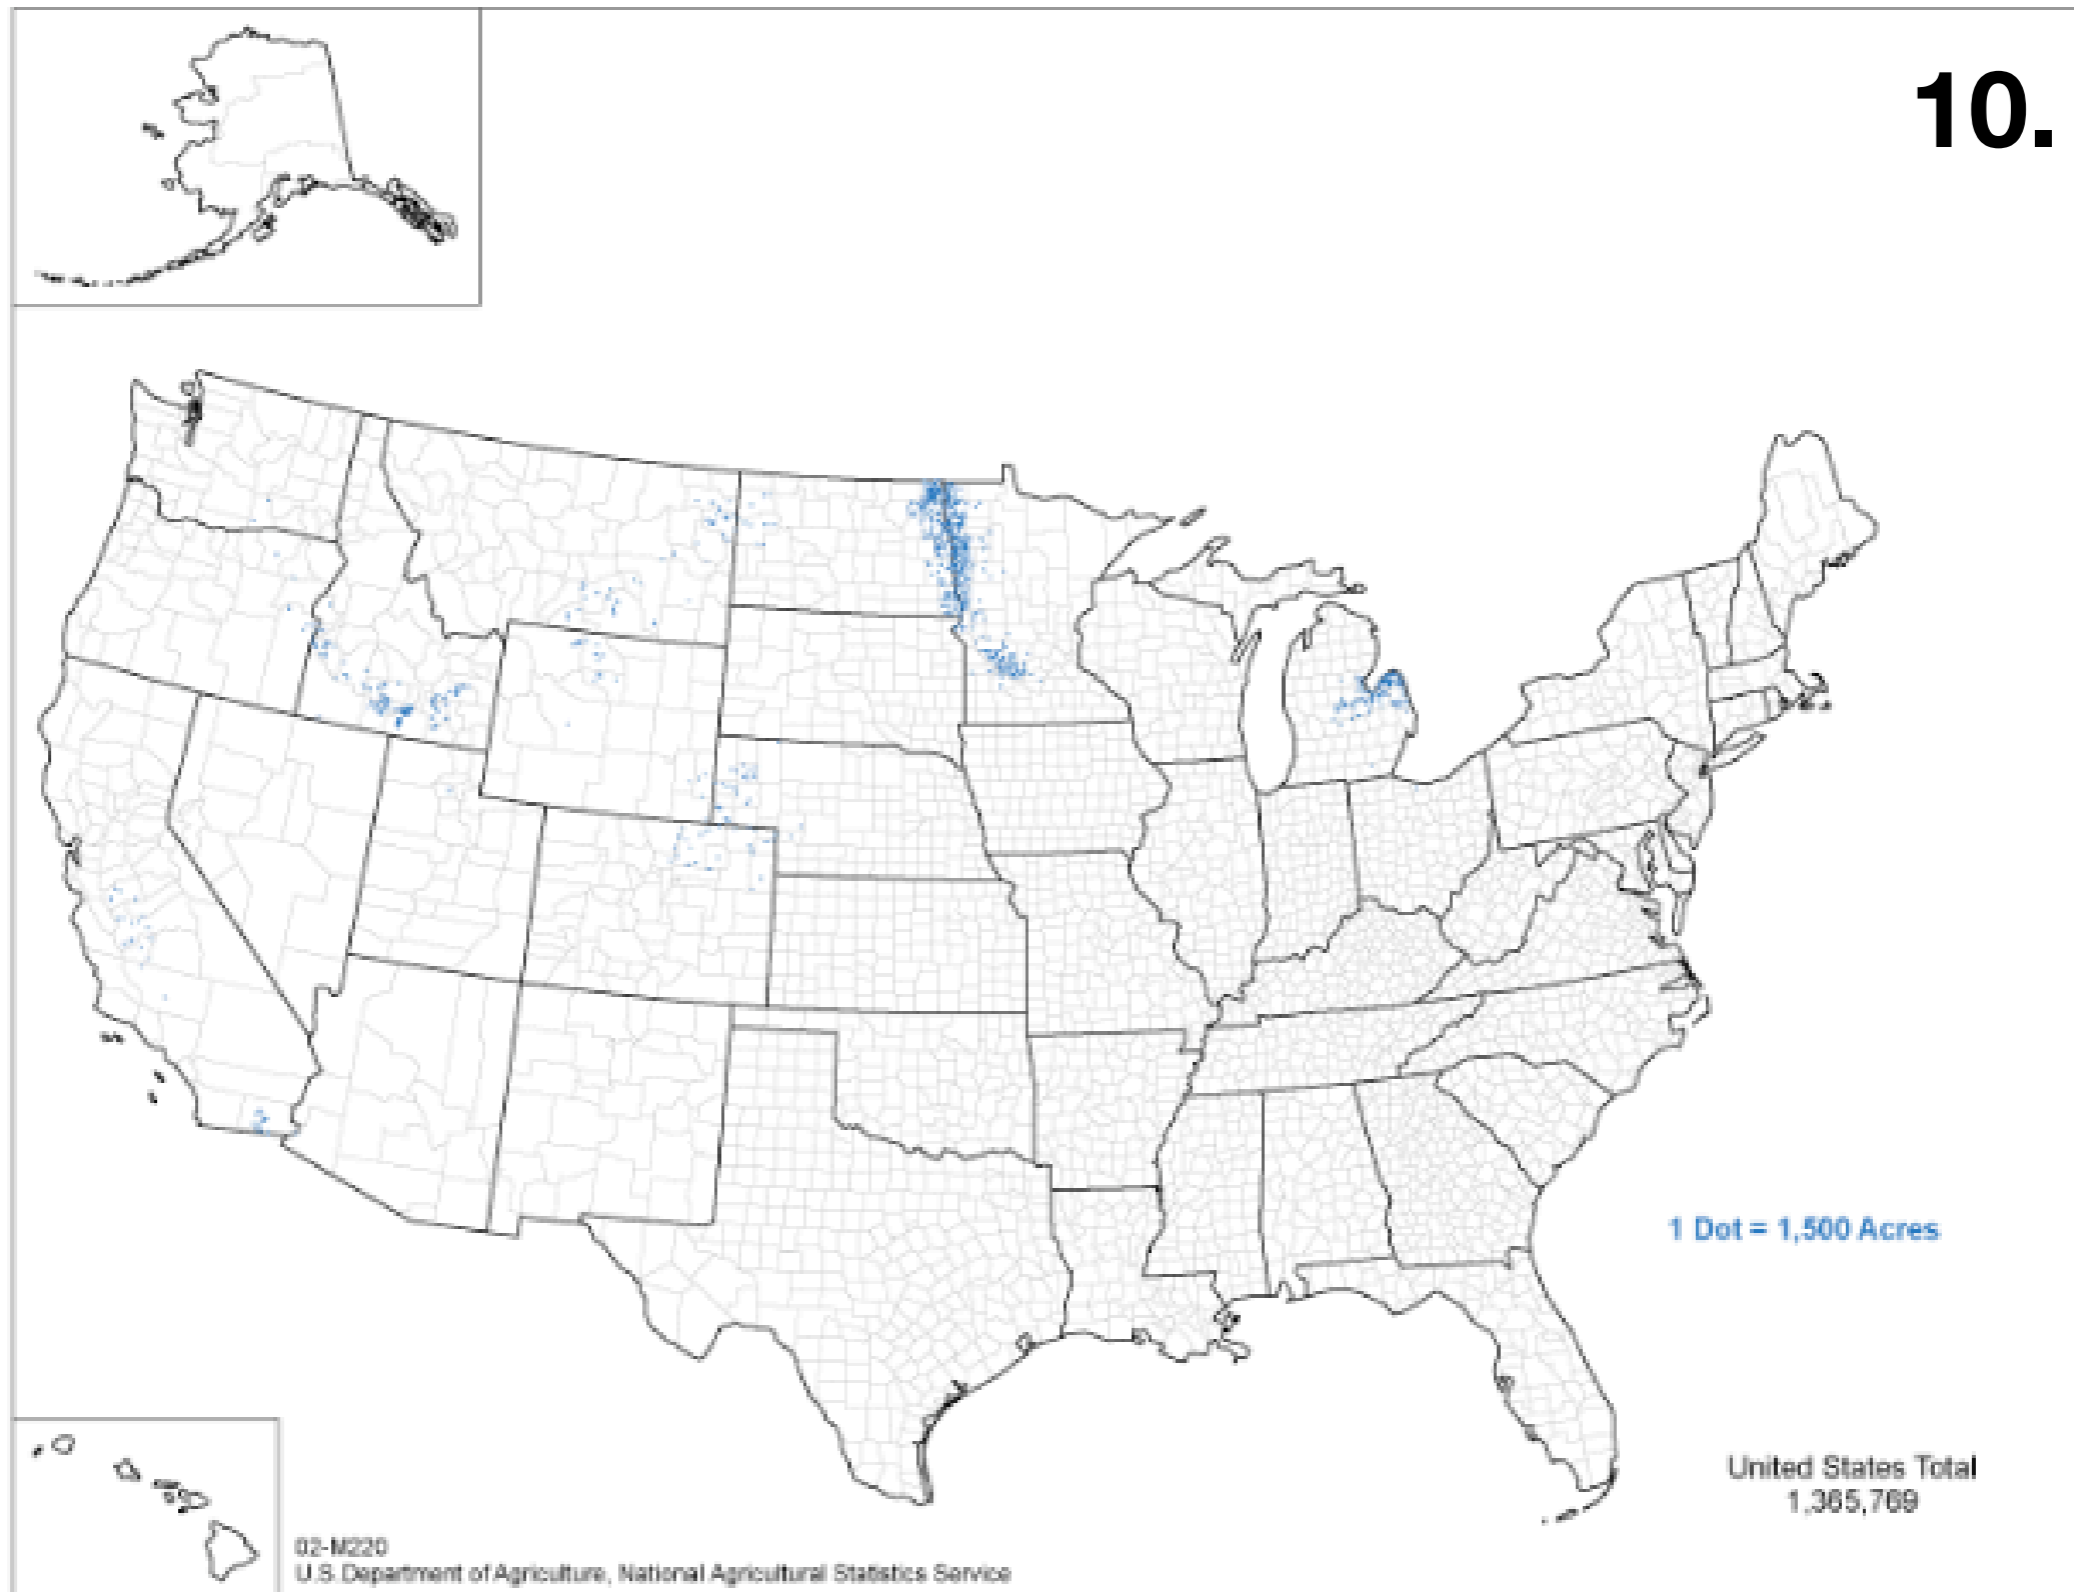 10.
1 Dot = 1,500 Acres
United States Total
1,365,769
02-M220
U.S. Department of Agriculture, National Agricultural Statistics Service